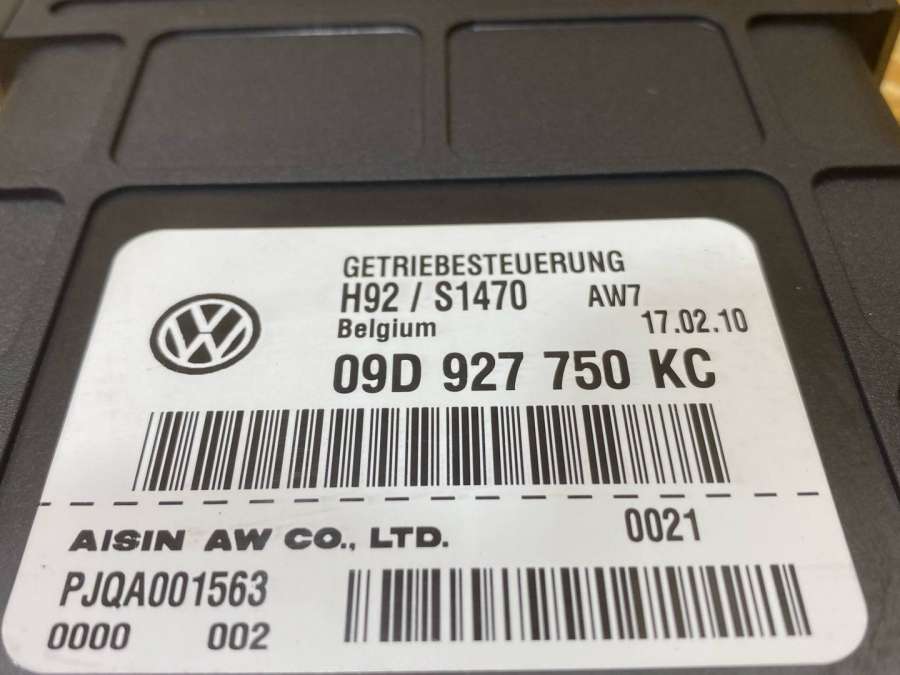 GETRIEBESTEUERUNG
H92 / S1470 AW7
Belgium 17.02.10
09D 927 750 KC
AISIN AW CO., LTD. 0021
PJQA001563
0000 002